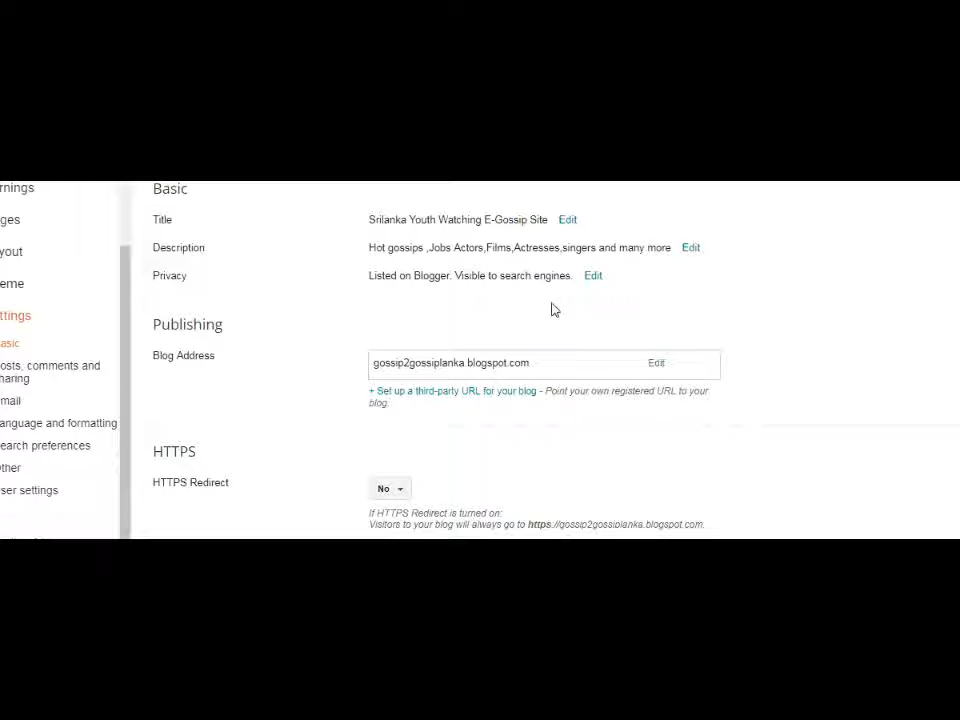 rnings
ges
yout
eme
ttings
asic
osts, comments and
haring
mail
anguage and formatting
earch preferences
ther
ser settings
Basic
Title Srilanka Youth Watching E-Gossip Site Edit
Description Hot gossips ,Jobs Actors,Films,Actresses,singers and many more Edit
Privacy Listed on Blogger. Visible to search engines. Edit
Publishing
Blog Address gossip2gossiplanka.blogspot.com Edit
+ Set up a third-party URL for your blog - Point your own registered URL to your
blog.
HTTPS
HTTPS Redirect No
If HTTPS Redirect is turned on:
Visitors to your blog will always go to https://gossip2gossiplanka.blogspot.com.